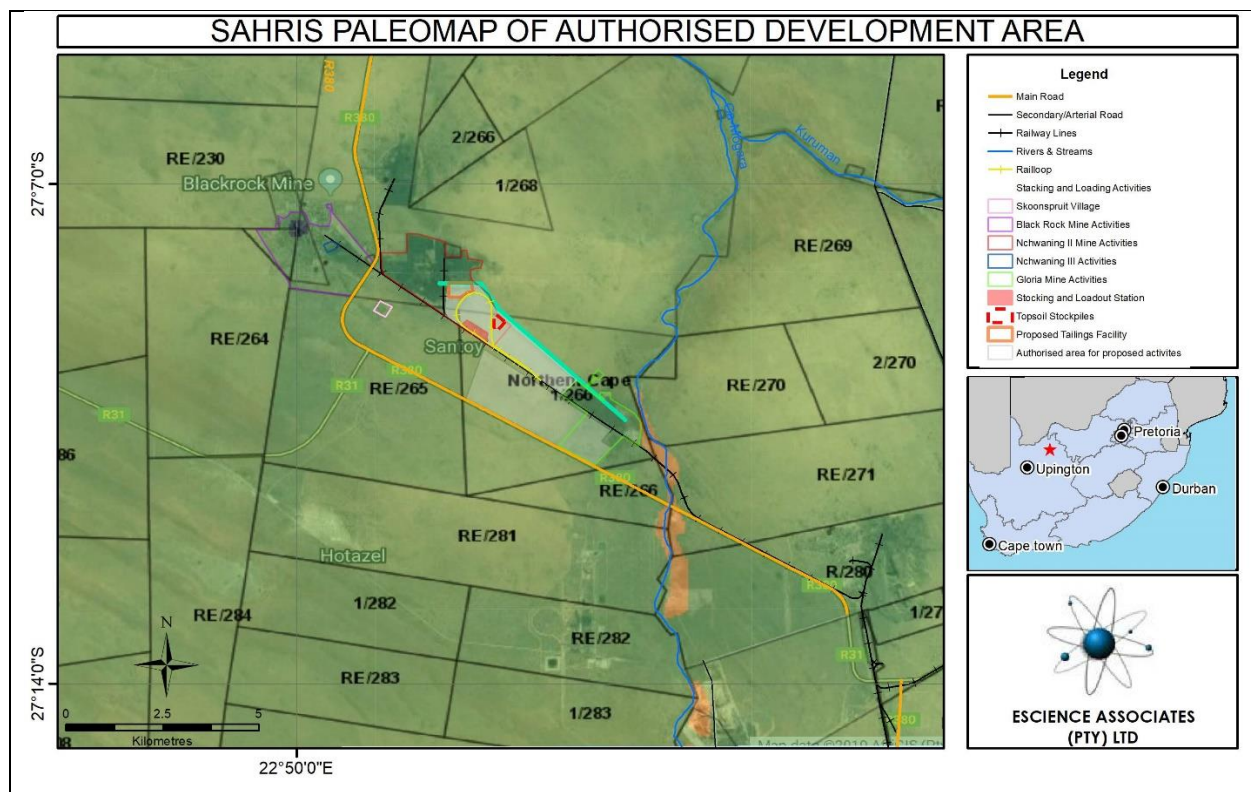 SAHRIS PALEOMAP OF AUTHORISED DEVELOPMENT AREA
R380
R380
2/266
RE/230
Blackrock Mine
1/268
Kuruman
RE/269
RE/264
Santoy
2/270
R380
R31
RE/265
Northern Cape
1/266
RE/270
R31
86
R380
RE/266
RE/271
RE/281
Hotazel
R/280
1/282
RE/284
RE/282
1/27
N
R31
RE/283
1/283
380
0 2.5 5
Kilometres
27°7'0"S
27°14'0"S
22°50'0"E
Legend
Main Road
Secondary/Arterial Road
Railway Lines
Rivers & Streams
Railloop
Stacking and Loading Activities
Skoonspruit Village
Black Rock Mine Activities
Nchwaning II Mine Activities
Nchwaning III Activities
Gloria Mine Activities
Stocking and Loadout Station
Topsoil Stockpiles
Proposed Tailings Facility
Authorised area for proposed activites
Pretoria
Upington
Durban
Cape town
ESCIENCE ASSOCIATES
(PTY) LTD